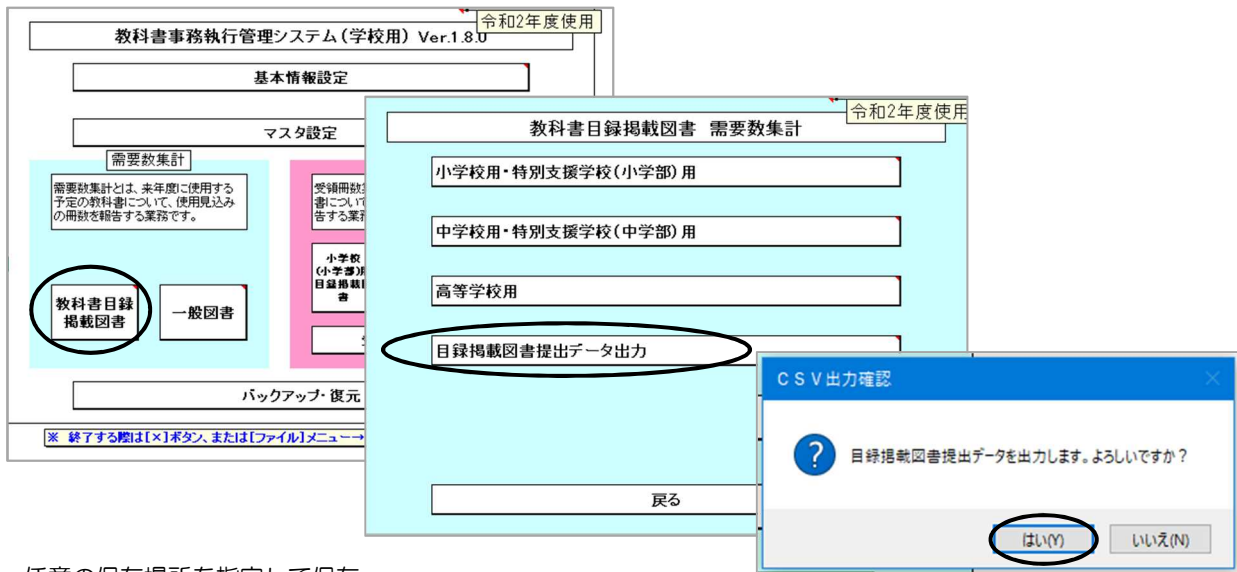 令和2年度使用
教科書事務執行管理システム(学校用) Ver.1.8.0
基本情報設定
マスタ設定
需要数集計
需要数集計とは、来年度に使用する
予定の教科書について、使用見込み
の冊数を報告する業務です。
教科書目録
掲載図書
一般図書
受領冊数
書につい
告する業
小学校
(小学部)
目録掲載
書
バックアップ・復元
※ 終了する際は[×]ボタン、または[ファイル]メニュー→
令和2年度使用
教科書目録掲載図書 需要数集計
小学校用・特別支援学校(小学部)用
中学校用・特別支援学校(中学部)用
高等学校用
目録掲載図書提出データ出力
戻る
CSV出力確認
目録掲載図書提出データを出力します。よろしいですか?
はい(Y)
いいえ(N)
任意の保存場所を指定して保存